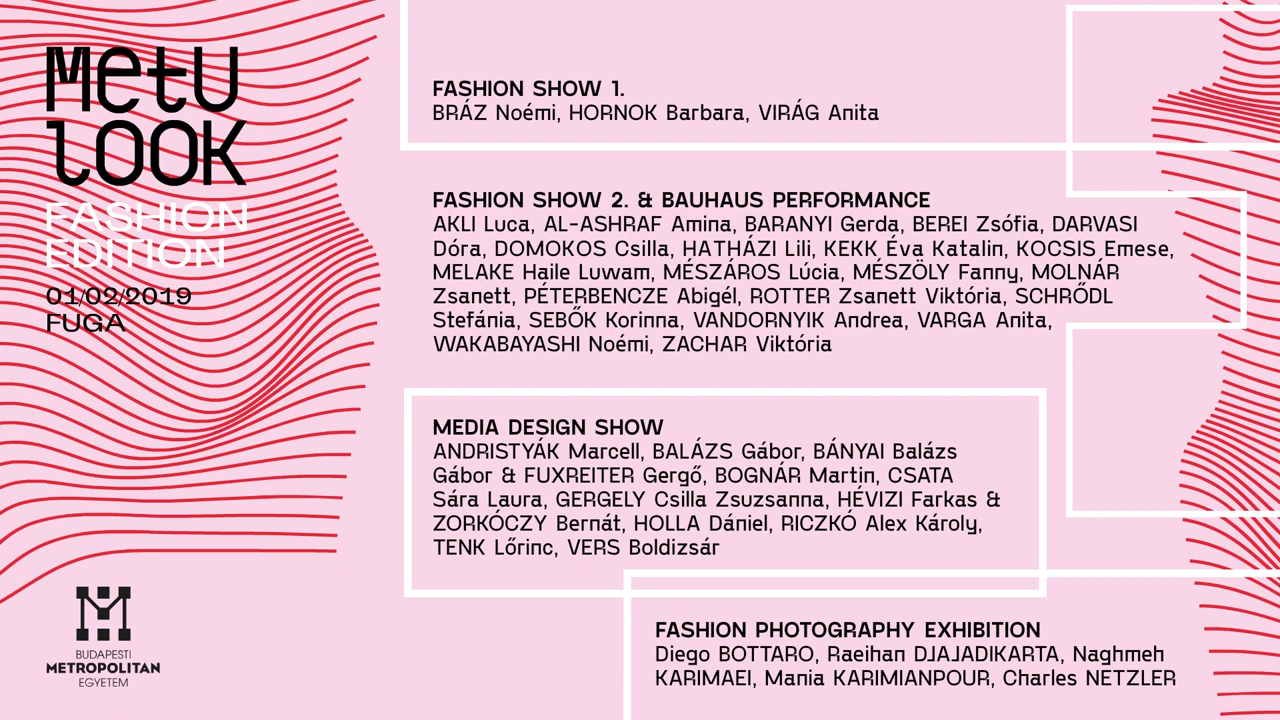 MetU
lOOK
FASHION
EDITION
01/02/2019
FUGA
FASHION SHOW 1.
BRÁZ Noémi, HORNOK Barbara, VIRÁG Anita
FASHION SHOW 2. & BAUHAUS PERFORMANCE
AKLI Luca, AL-ASHRAF Amina, BARANYI Gerda, BEREI Zsófia, DARVASI
Dóra, DOMOKOS Csilla, HATHÁZI Lili, KEKK Éva Katalin, KOCSIS Emese,
MELAKE Haile Luwam, MÉSZÁROS Lúcia, MÉSZÖLY Fanny, MOLNÁR
Zsanett, PÉTERBENCZE Abigél, ROTTER Zsanett Viktória, SCHRŐDL
Stefánia, SEBŐK Korinna, VANDORNYIK Andrea, VARGA Anita,
WAKABAYASHI Noémi, ZACHAR Viktória
MEDIA DESIGN SHOW
ANDRISTYÁK Marcell, BALÁZS Gábor, BÁNYAI Balázs
Gábor & FUXREITER Gergő, BOGNÁR Martin, CSATA
Sára Laura, GERGELY Csilla Zsuzsanna, HÉVIZI Farkas &
ZORKÓCZY Bernát, HOLLA Dániel, RICZKÓ Alex Károly,
TENK Lőrinc, VERS Boldizsár
FASHION PHOTOGRAPHY EXHIBITION
Diego BOTTARO, Raeihan DJAJADIKARTA, Naghmeh
KARIMAEI, Mania KARIMIANPOUR, Charles NETZLER
BUDAPESTI
METROPOLITAN
EGYETEM